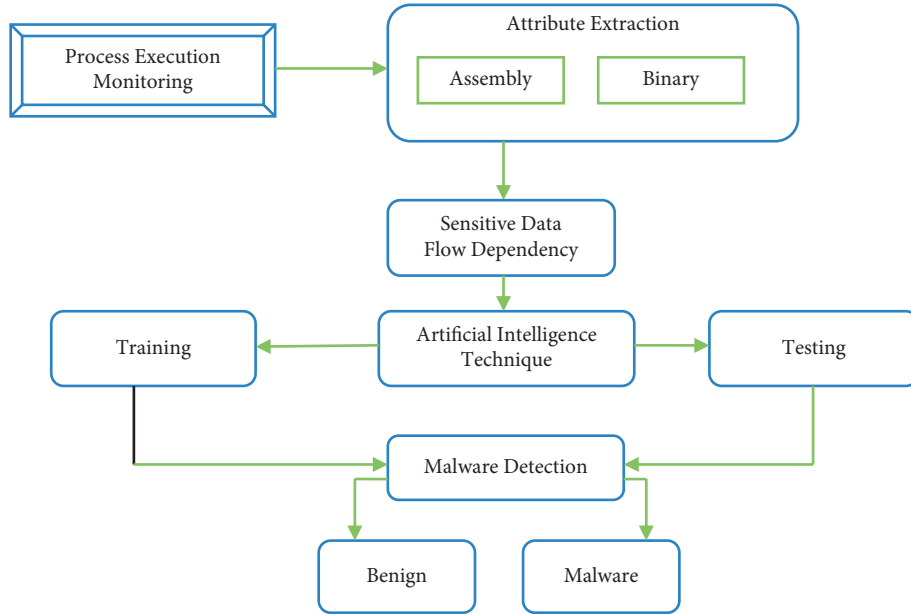 Process Execution
Monitoring
Attribute Extraction
Assembly
Binary
Sensitive Data
Flow Dependency
Training
Artificial Intelligence
Technique
Testing
Malware Detection
Benign
Malware